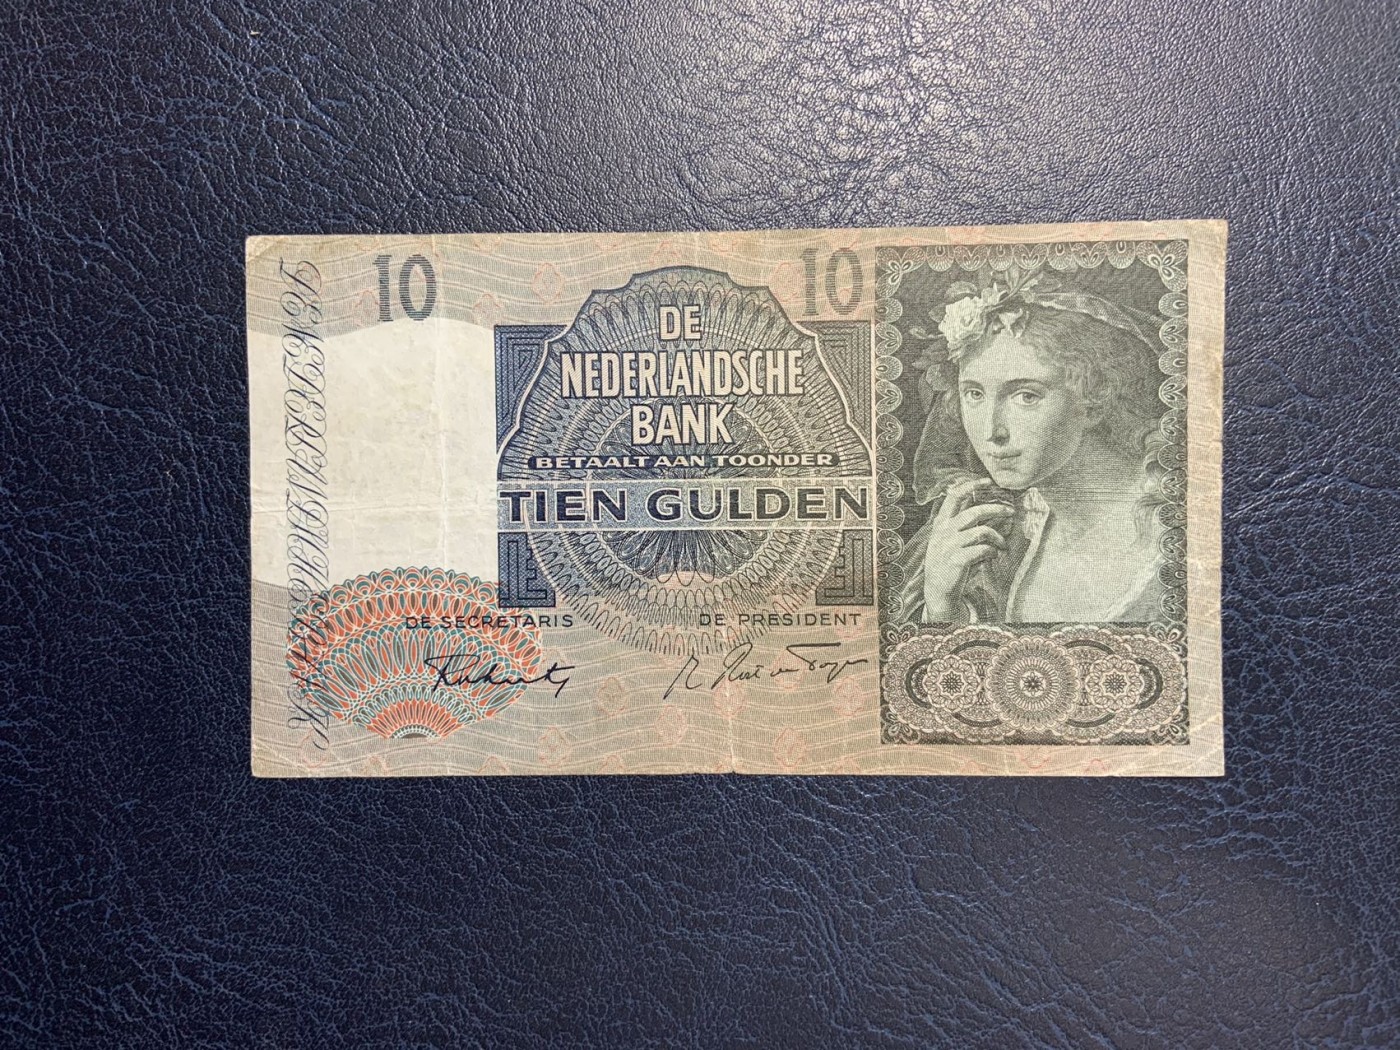 10
10
DE
NEDERLANDSCHE
BANK
BETAALT AAN TOONDER
TIEN GULDEN
DE SECRETARIS
DE PRESIDENT